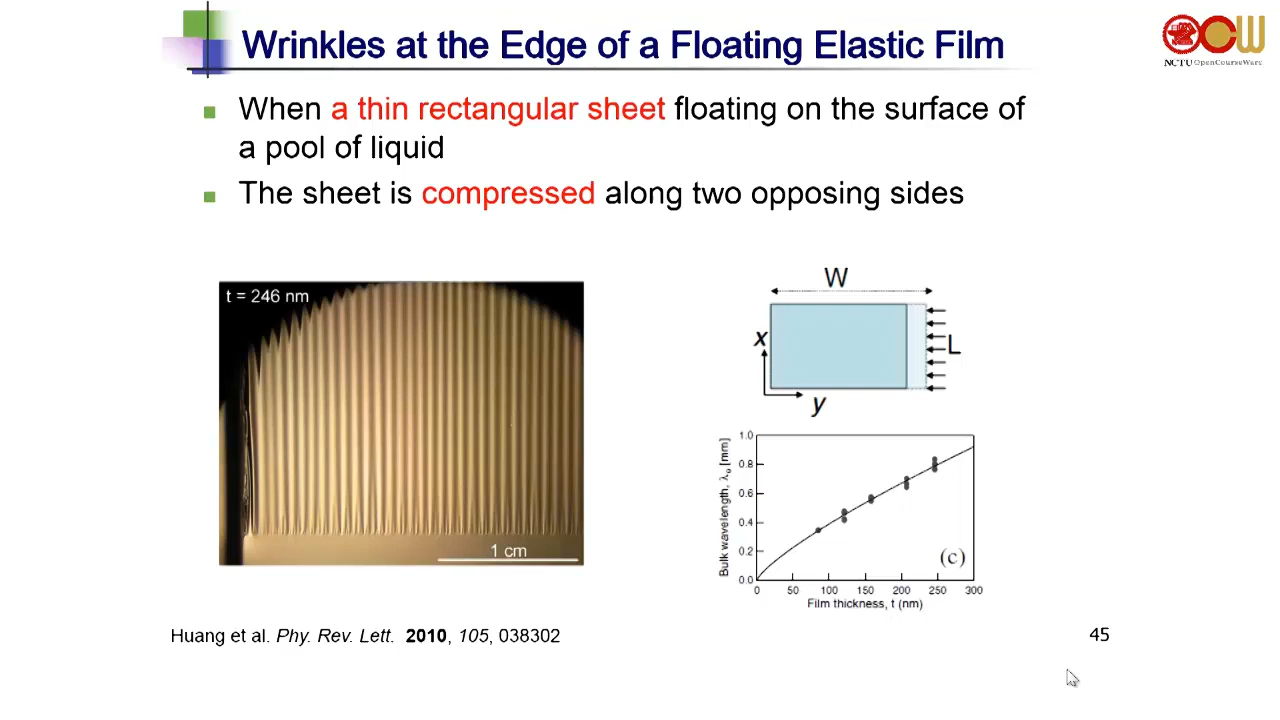 Wrinkles at the Edge of a Floating Elastic Film
NCTU OpenCourseWare
When a thin rectangular sheet floating on the surface of
a pool of liquid
The sheet is compressed along two opposing sides
t = 246 nm
1 cm
W
x
L
y
Bulk wavelength, λ₀ [mm]
1.0
0.8
0.6
0.4
0.2
0.0
(c)
0 50 100 150 200 250 300
Film thickness, t (nm)
Huang et al. Phy. Rev. Lett. 2010, 105, 038302
45